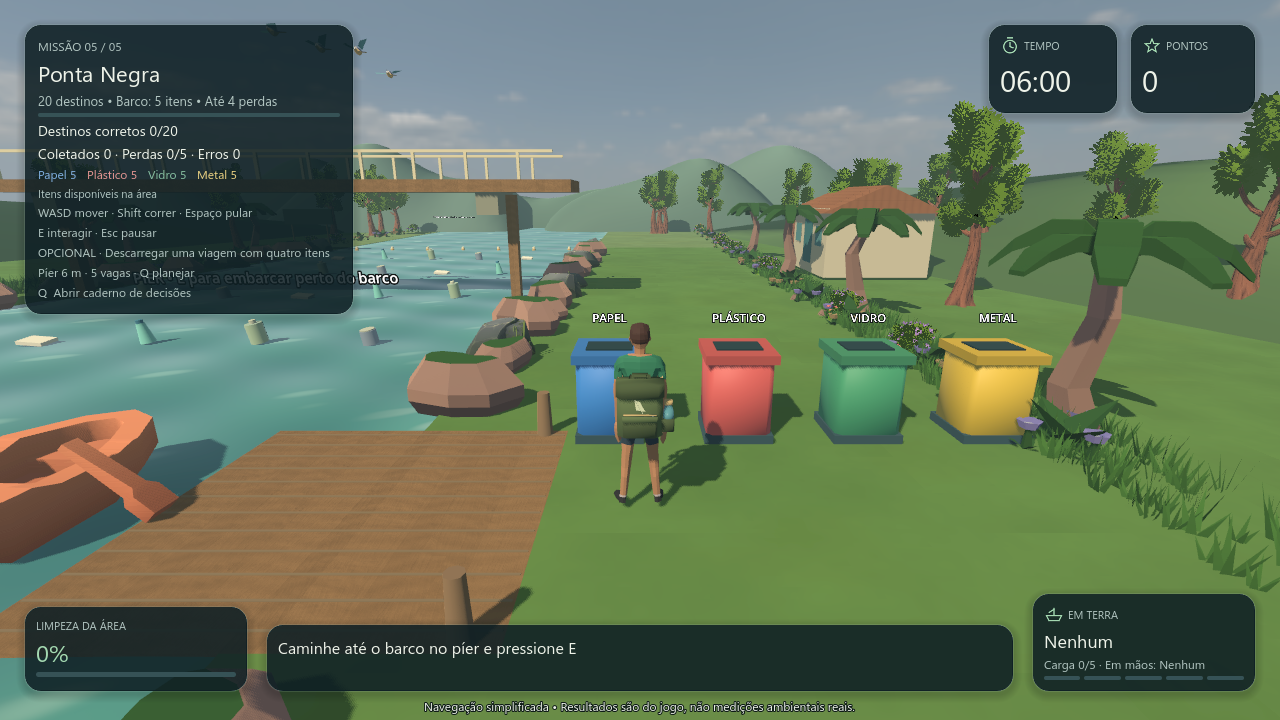 MISSÃO 05 / 05
Ponta Negra
20 destinos • Barco: 5 itens • Até 4 perdas
Destinos corretos 0/20
Coletados 0 · Perdas 0/5 · Erros 0
Papel 5 Plástico 5 Vidro 5 Metal 5
Itens disponíveis na área
WASD mover · Shift correr · Espaço pular
E interagir · Esc pausar
OPCIONAL · Descarregar uma viagem com quatro itens
Píer 6 m · 5 vagas · Q planejar
Q Abrir caderno de decisões
para embarcar perto do barco
TEMPO
06:00
PONTOS
0
PAPEL
PLÁSTICO
VIDRO
METAL
LIMPEZA DA ÁREA
0%
Caminhe até o barco no píer e pressione E
EM TERRA
Nenhum
Carga 0/5 · Em mãos: Nenhum
Navegação simplificada • Resultados são do jogo, não medições ambientais reais.